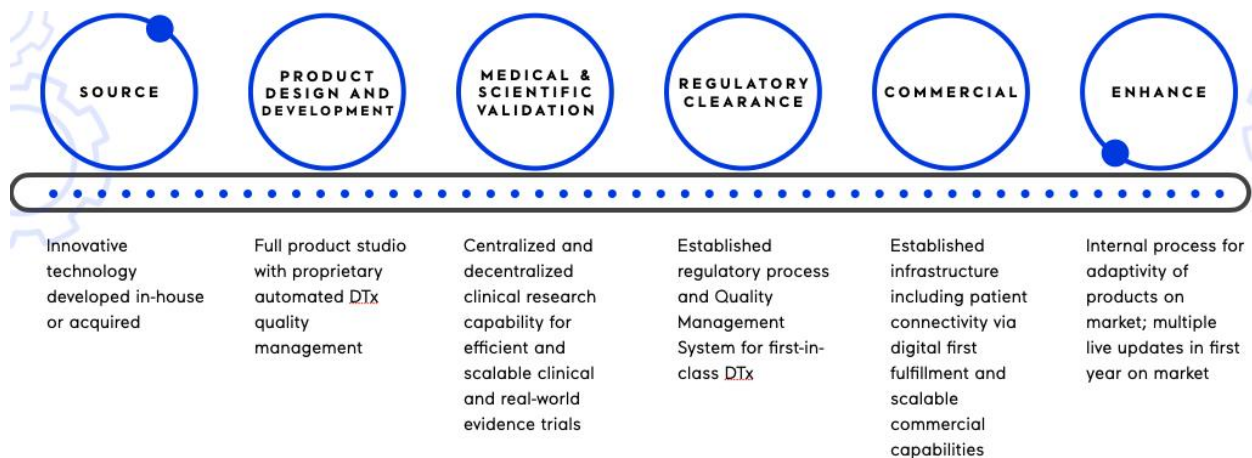 SOURCE
PRODUCT
DESIGN AND
DEVELOPMENT
MEDICAL &
SCIENTIFIC
VALIDATION
REGULATORY
CLEARANCE
COMMERCIAL
ENHANCE
Innovative
technology
developed in-house
or acquired
Full product studio
with proprietary
automated DTx
quality
management
Centralized and
decentralized
clinical research
capability for
efficient and
scalable clinical
and real-world
evidence trials
Established
regulatory process
and Quality
Management
System for first-in-
class DTx
Established
infrastructure
including patient
connectivity via
digital first
fulfillment and
scalable
commercial
capabilities
Internal process for
adaptivity of
products on
market; multiple
live updates in first
year on market